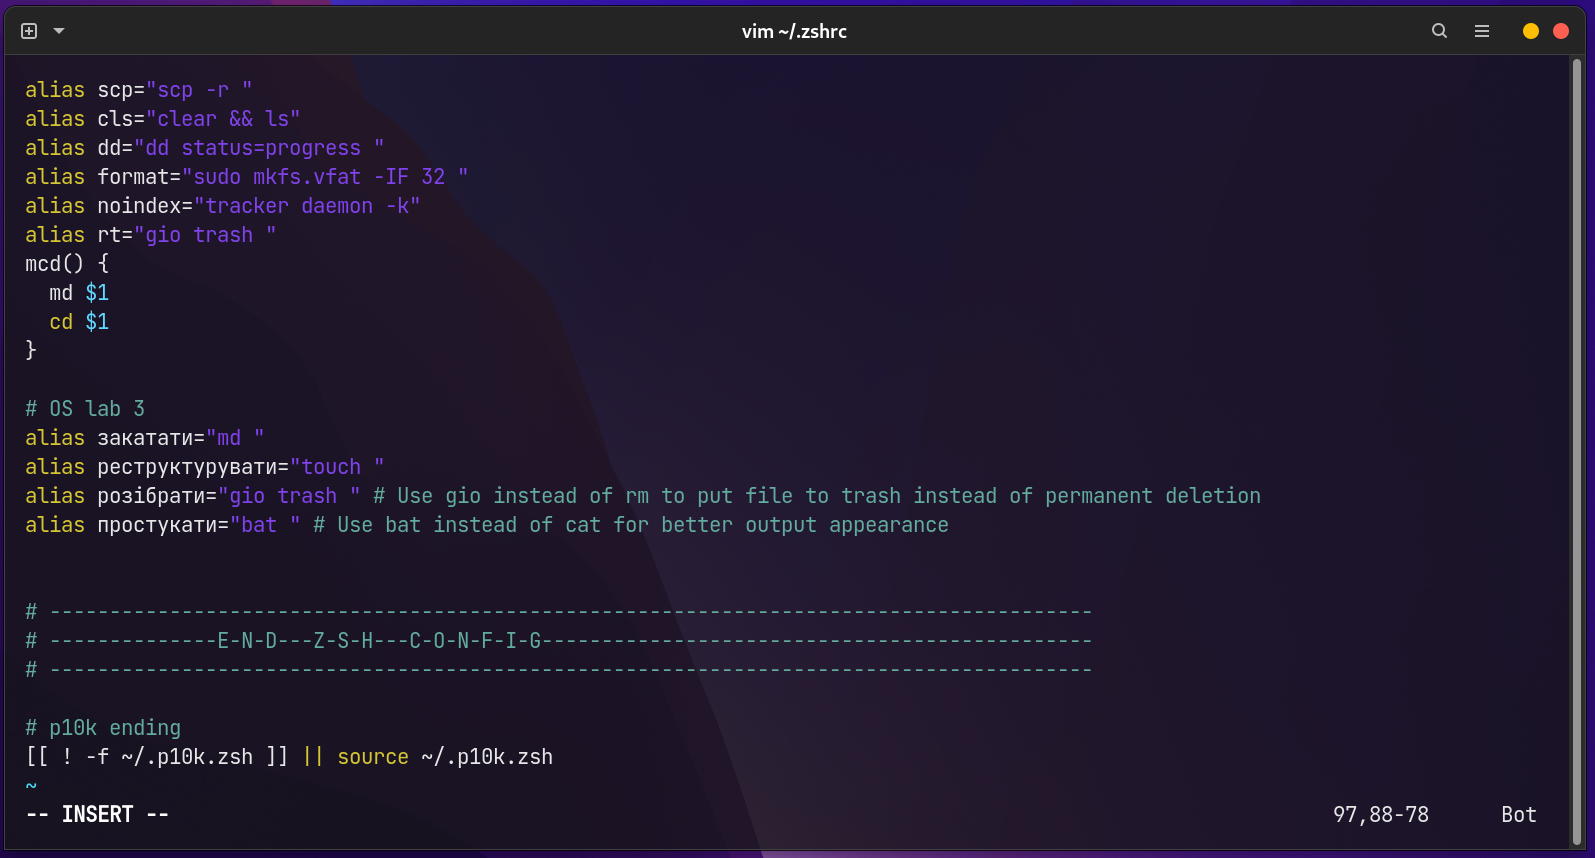 vim ~/.zshrc
alias scp="scp -r "
alias cls="clear && ls"
alias dd="dd status=progress "
alias format="sudo mkfs.vfat -IF 32 "
alias noindex="tracker daemon -k"
alias rt="gio trash "
mcd() {
  md $1
  cd $1
}
# OS lab 3
alias закатати="md "
alias реструктурувати="touch "
alias розібрати="gio trash " # Use gio instead of rm to put file to trash instead of permanent deletion
alias простукати="bat " # Use bat instead of cat for better output appearance
# ---------------------------------------------------------------------------------------
# --------------E-N-D---Z-S-H---C-O-N-F-I-G----------------------------------------------
# ---------------------------------------------------------------------------------------
# p10k ending
[[ ! -f ~/.p10k.zsh ]] || source ~/.p10k.zsh
~
-- INSERT -- 97,88-78 Bot